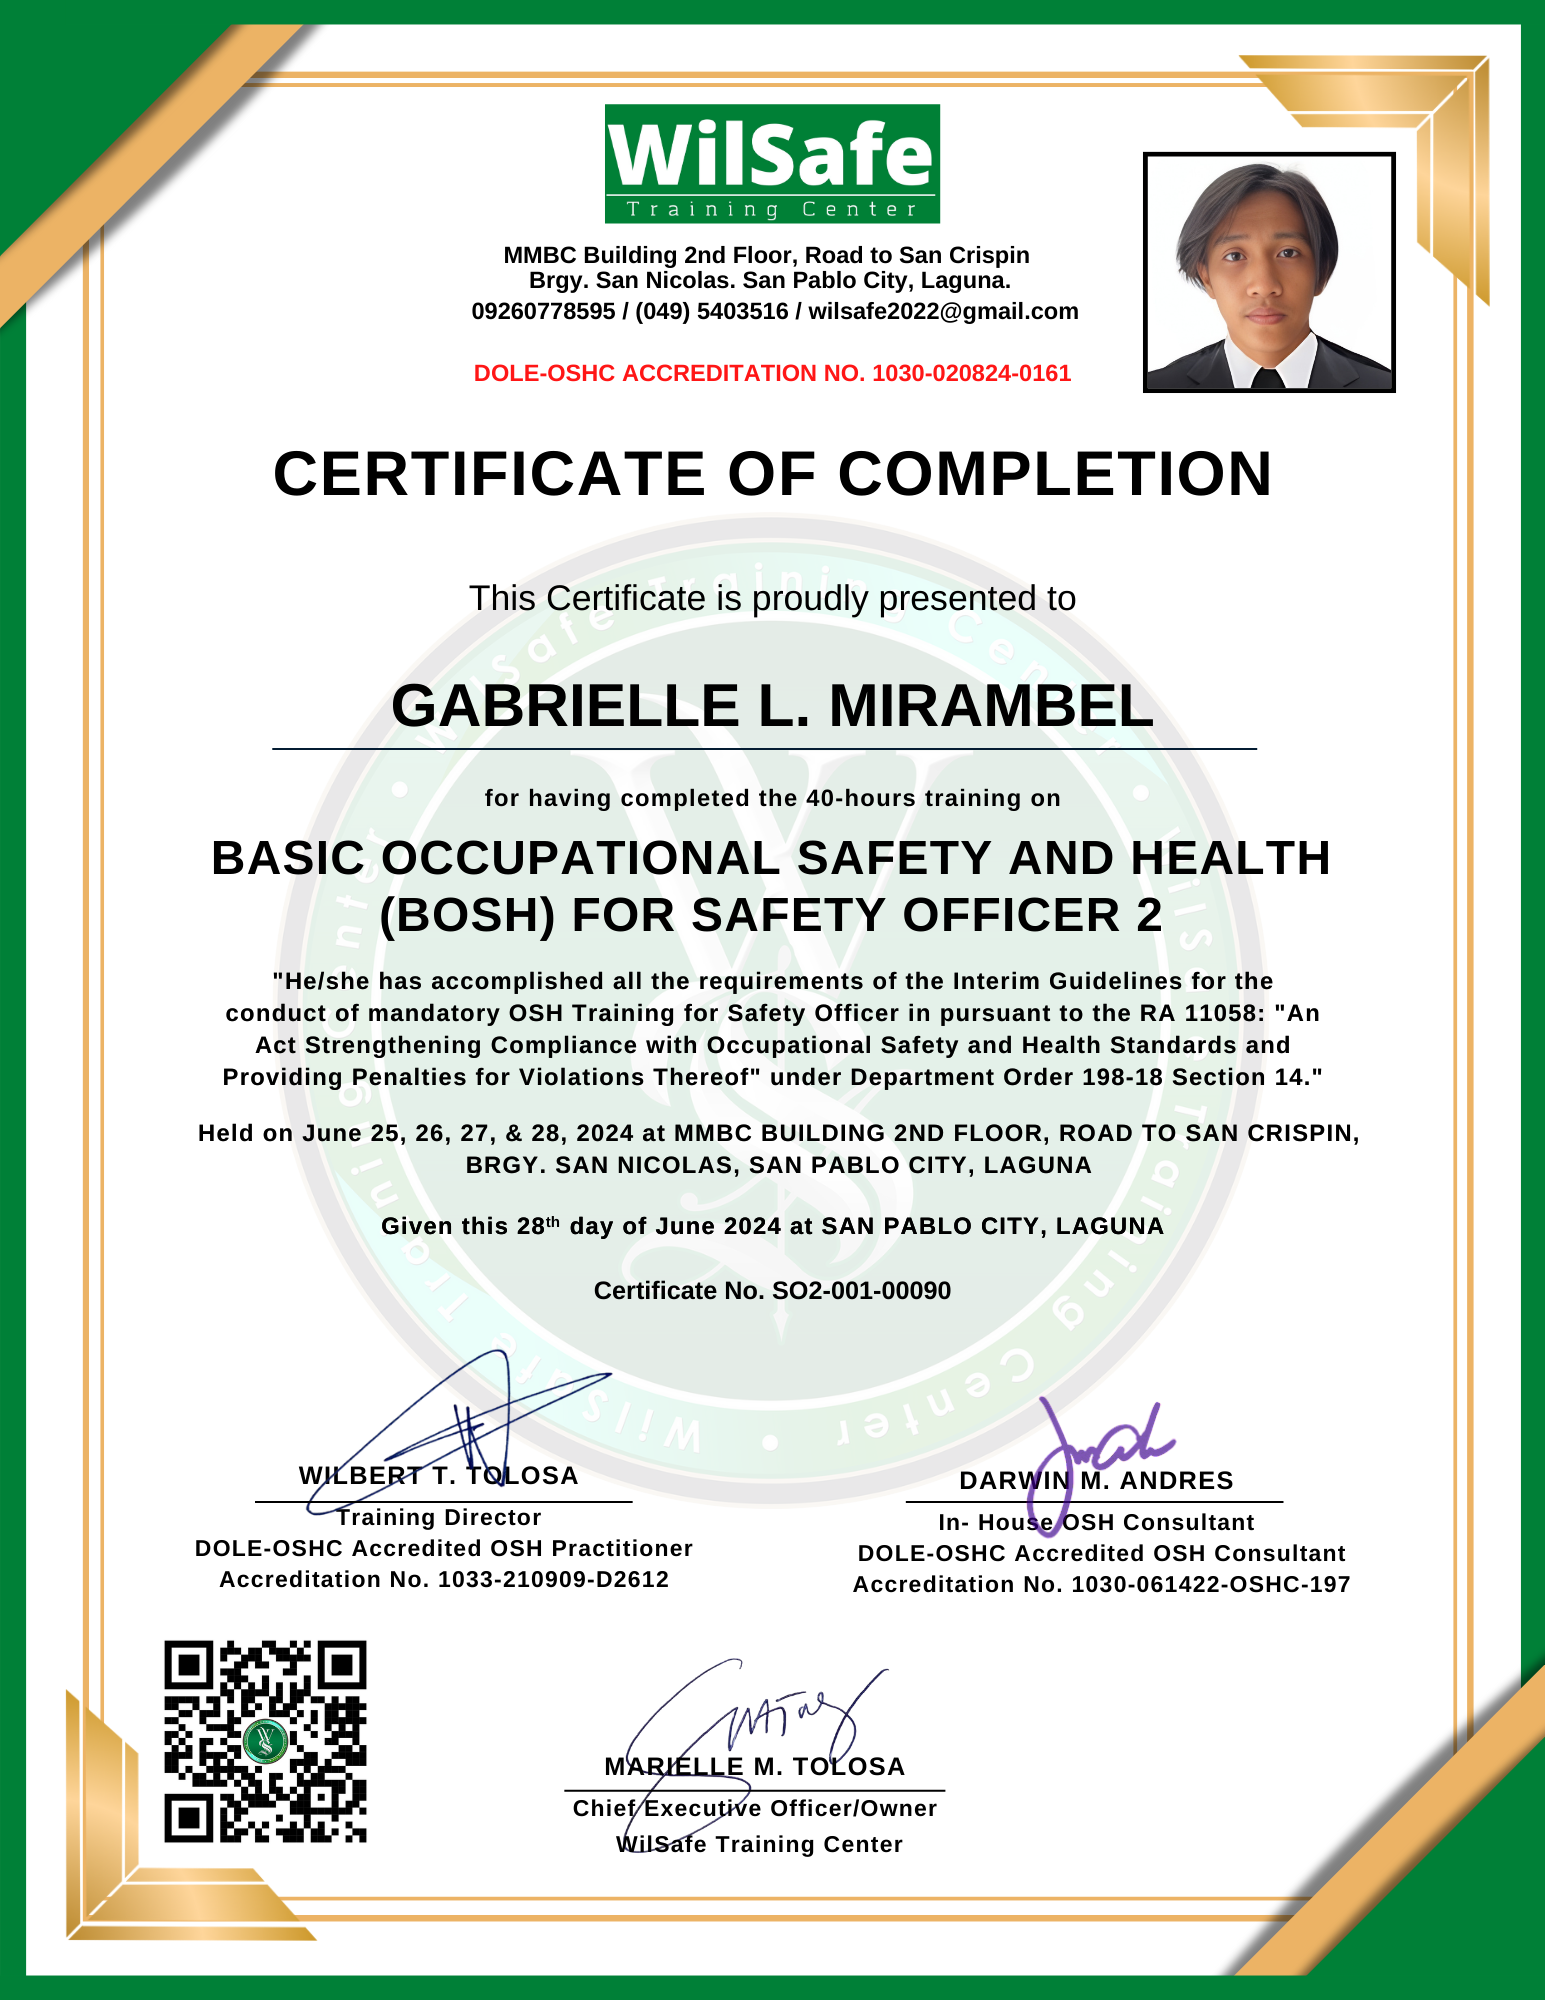 WilSafe
Training Center
MMBC Building 2nd Floor, Road to San Crispin
Brgy. San Nicolas. San Pablo City, Laguna.
09260778595 / (049) 5403516 / wilsafe2022@gmail.com
DOLE-OSHC ACCREDITATION NO. 1030-020824-0161
CERTIFICATE OF COMPLETION
This Certificate is proudly presented to
GABRIELLE L. MIRAMBEL
for having completed the 40-hours training on
BASIC OCCUPATIONAL SAFETY AND HEALTH
(BOSH) FOR SAFETY OFFICER 2
"He/she has accomplished all the requirements of the Interim Guidelines for the
conduct of mandatory OSH Training for Safety Officer in pursuant to the RA 11058: "An
Act Strengthening Compliance with Occupational Safety and Health Standards and
Providing Penalties for Violations Thereof" under Department Order 198-18 Section 14."
Held on June 25, 26, 27, & 28, 2024 at MMBC BUILDING 2ND FLOOR, ROAD TO SAN CRISPIN,
BRGY. SAN NICOLAS, SAN PABLO CITY, LAGUNA
Given this 28th day of June 2024 at SAN PABLO CITY, LAGUNA
Certificate No. SO2-001-00090
WilSafe Training Center • WilSafe Training Center • WilSafe Training Center •
WILBERT T. TOLOSA
Training Director
DOLE-OSHC Accredited OSH Practitioner
Accreditation No. 1033-210909-D2612
DARWIN M. ANDRES
In- House OSH Consultant
DOLE-OSHC Accredited OSH Consultant
Accreditation No. 1030-061422-OSHC-197
MARIELLE M. TOLOSA
Chief Executive Officer/Owner
WilSafe Training Center